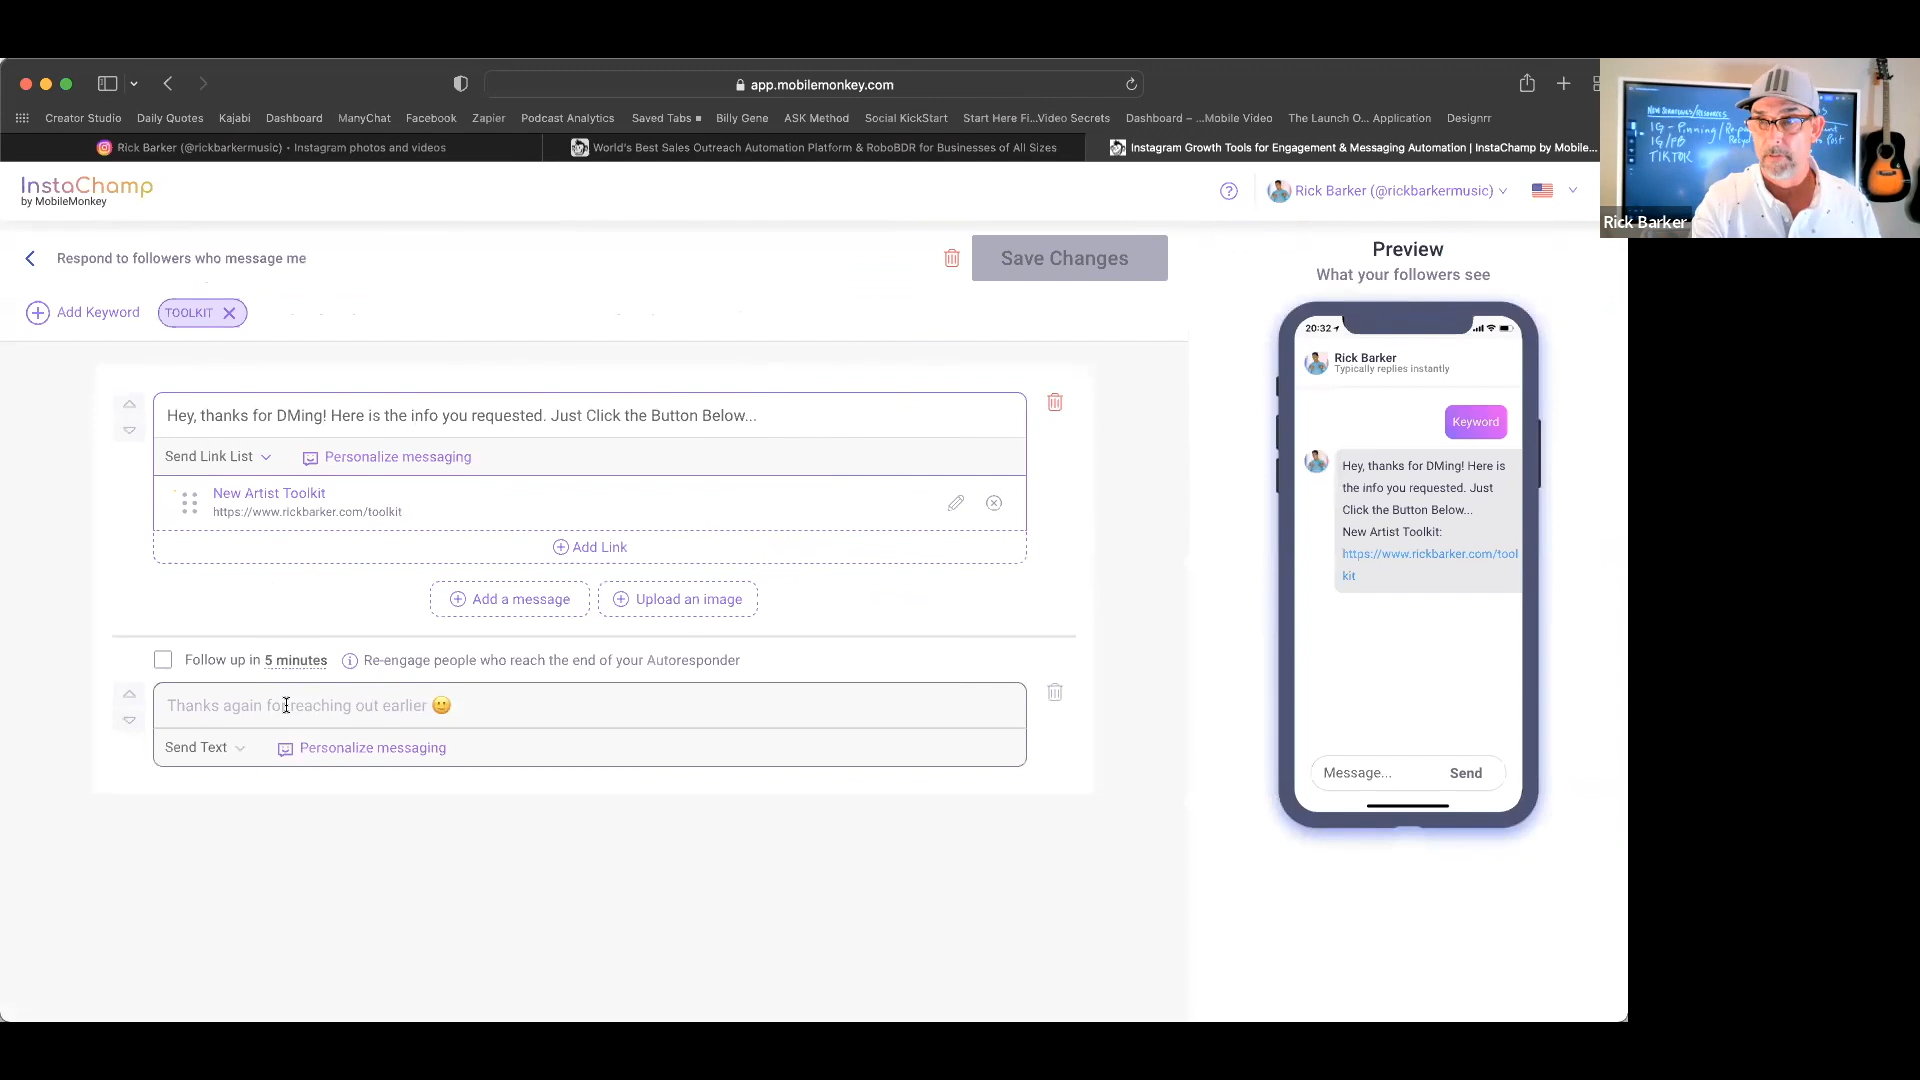 app.mobilemonkey.com
Creator Studio Daily Quotes Kajabi Dashboard ManyChat Facebook Zapier Podcast Analytics Saved Tabs Billy Gene ASK Method Social KickStart Start Here Fi...Video Secrets Dashboard – ...Mobile Video The Launch O... Application Designrr
Rick Barker (@rickbarkermusic) • Instagram photos and videos
World's Best Sales Outreach Automation Platform & RoboBDR for Businesses of All Sizes
Instagram Growth Tools for Engagement & Messaging Automation | InstaChamp by Mobile...
IG - Pinning
IG/FB
TIKTOK
Rick Barker
InstaChamp
by MobileMonkey
Rick Barker (@rickbarkermusic)
Respond to followers who message me
Save Changes
Add Keyword TOOLKIT
Hey, thanks for DMing! Here is the info you requested. Just Click the Button Below...
Send Link List Personalize messaging
New Artist Toolkit
https://www.rickbarker.com/toolkit
Add Link
Add a message Upload an image
Follow up in 5 minutes Re-engage people who reach the end of your Autoresponder
Thanks again for reaching out earlier 🙂
Send Text Personalize messaging
Preview
What your followers see
20:32
Rick Barker
Typically replies instantly
Keyword
Hey, thanks for DMing! Here is
the info you requested. Just
Click the Button Below...
New Artist Toolkit:
https://www.rickbarker.com/tool
kit
Message... Send